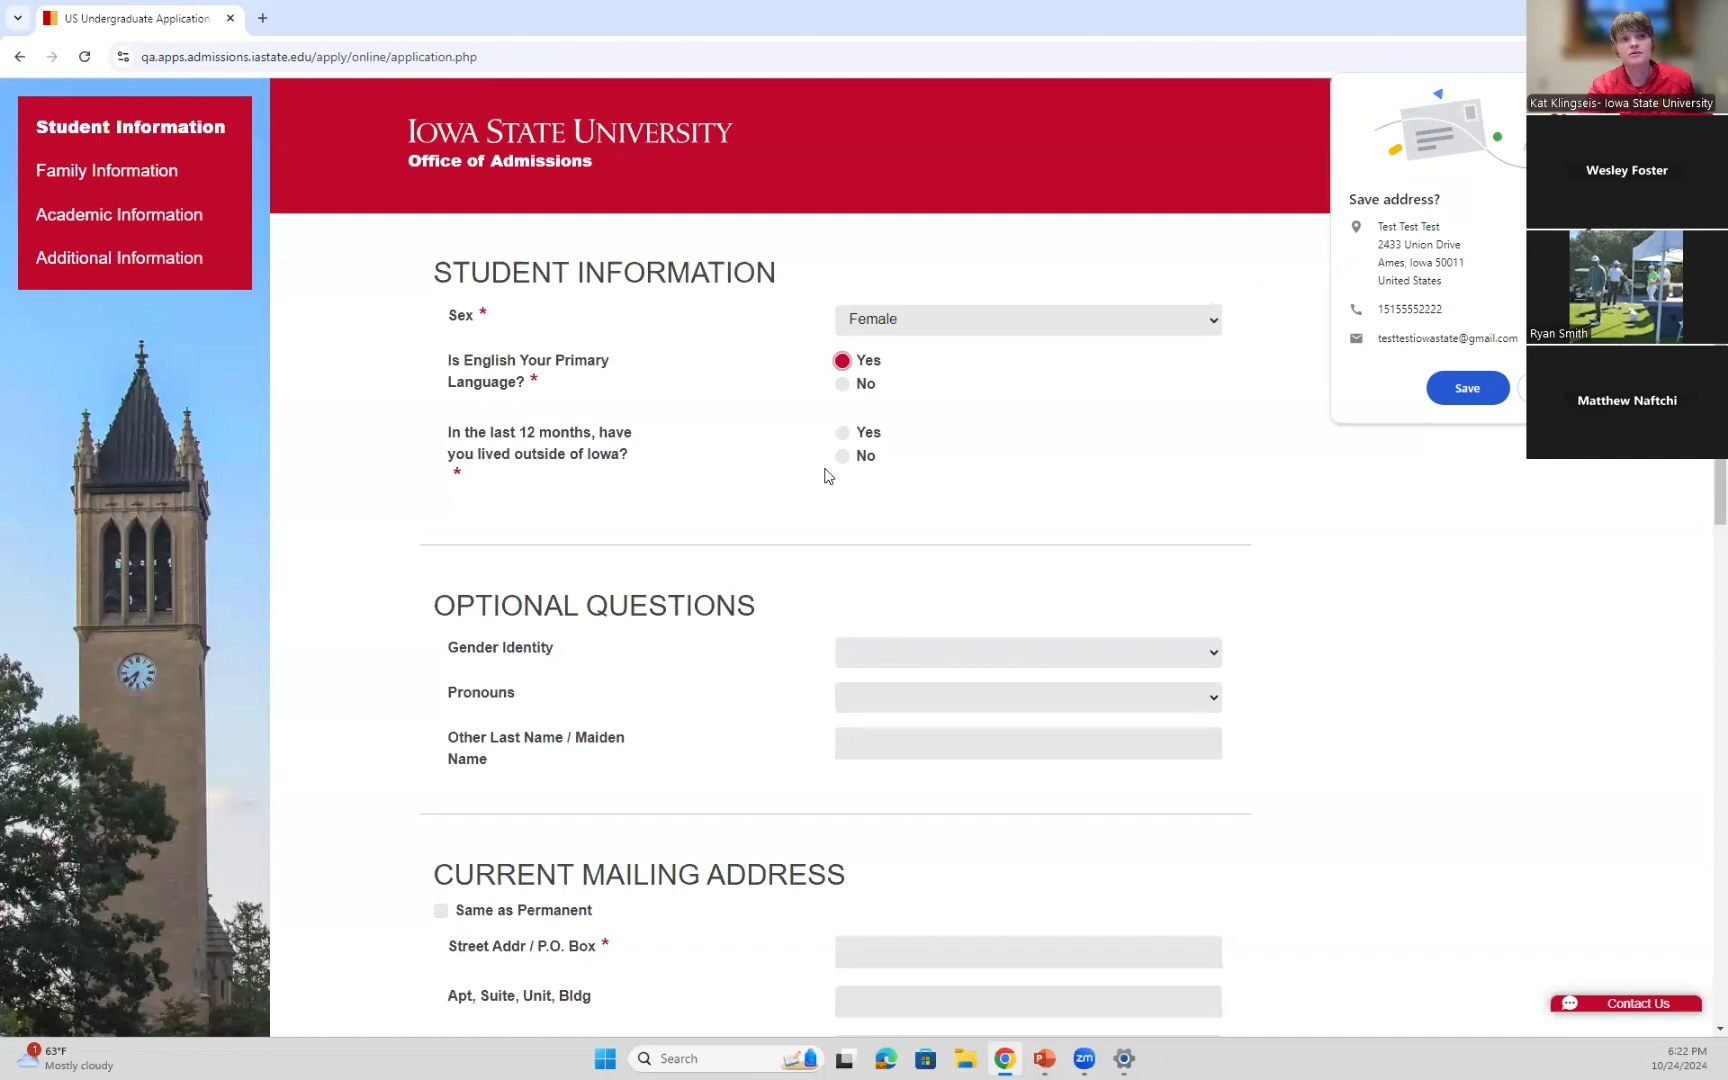 US Undergraduate Application
qa.apps.admissions.iastate.edu/apply/online/application.php
Student Information
Family Information
Academic Information
Additional Information
IOWA STATE UNIVERSITY
Office of Admissions
STUDENT INFORMATION
Sex *
Female
Is English Your Primary
Language? *
Yes
No
In the last 12 months, have
you lived outside of Iowa?
*
Yes
No
OPTIONAL QUESTIONS
Gender Identity
Pronouns
Other Last Name / Maiden
Name
CURRENT MAILING ADDRESS
Same as Permanent
Street Addr / P.O. Box *
Apt, Suite, Unit, Bldg
Save address?
Test Test Test
2433 Union Drive
Ames, Iowa 50011
United States
15155552222
testtestiowastate@gmail.com
Save
Kat Klingseis- Iowa State University
Wesley Foster
Ryan Smith
Matthew Naftchi
Contact Us
1
63°F
Mostly cloudy
Search
zm
6:22 PM
10/24/2024